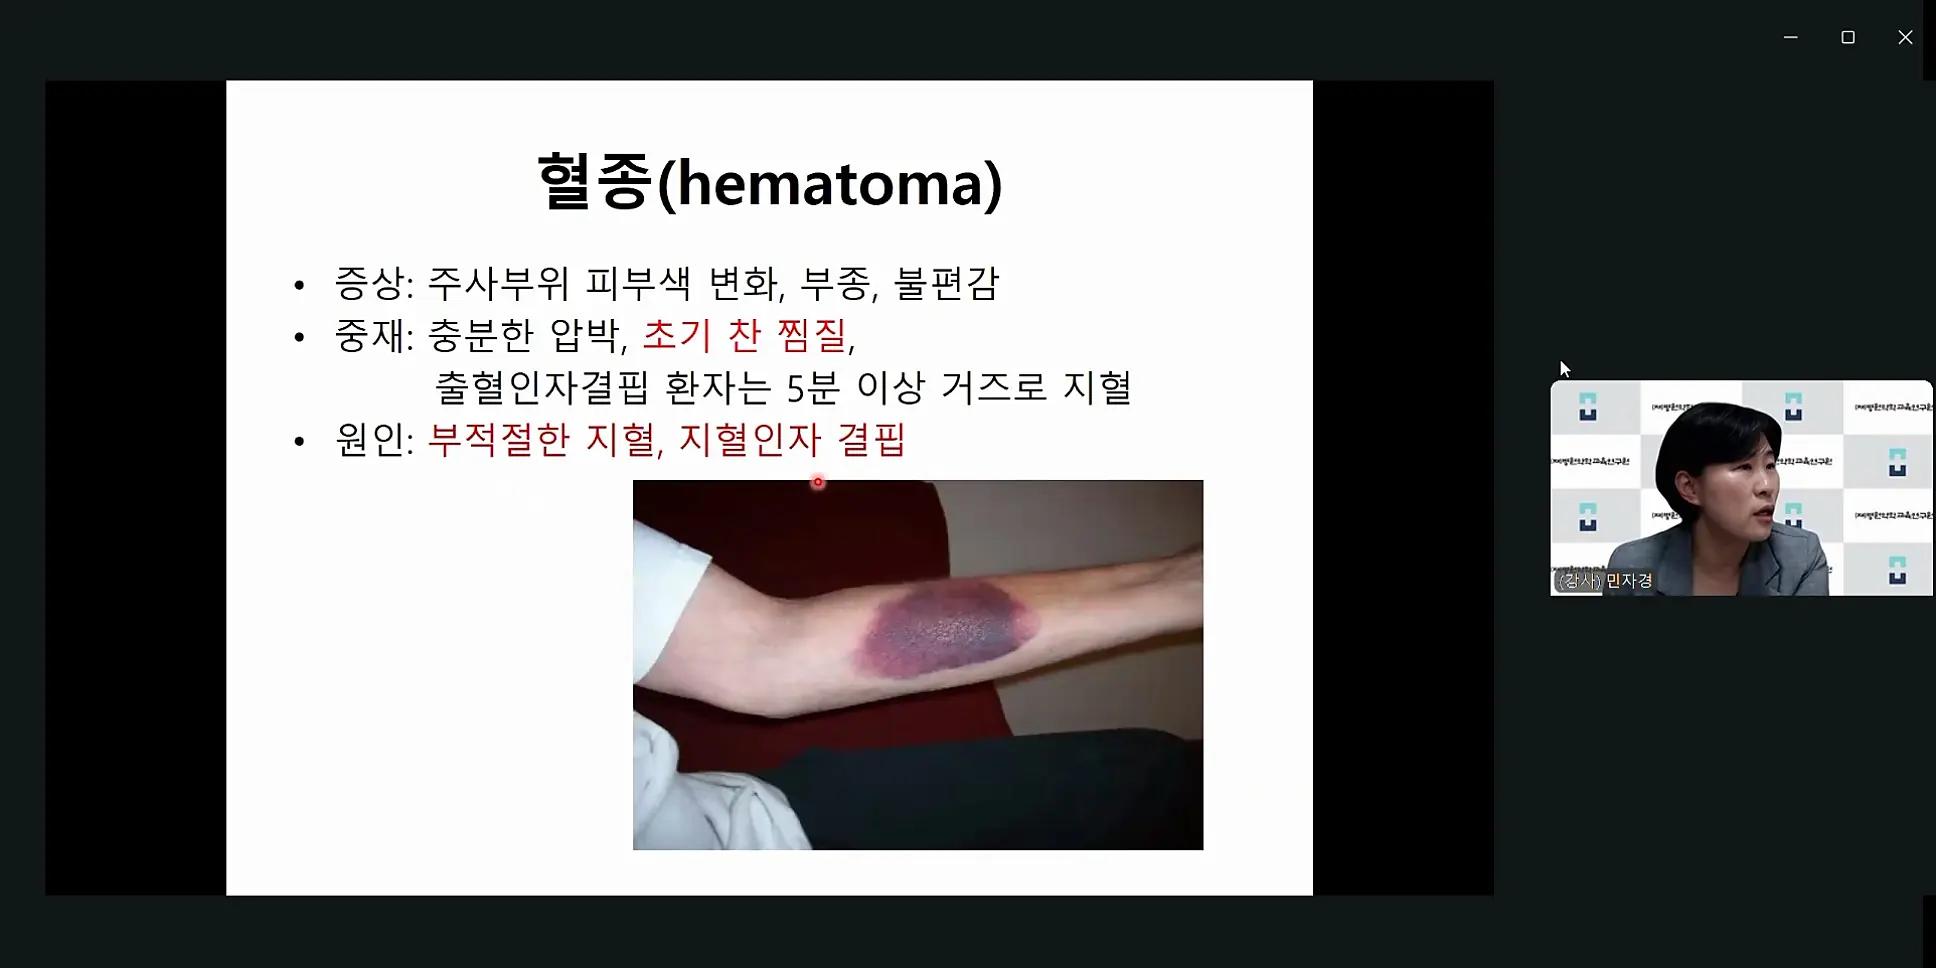 혈종(hematoma)
• 증상: 주사부위 피부색 변화, 부종, 불편감
• 중재: 충분한 압박, 초기 찬 찜질,
출혈인자결핍 환자는 5분 이상 거즈로 지혈
• 원인: 부적절한 지혈, 지혈인자 결핍
(강사) 민자경